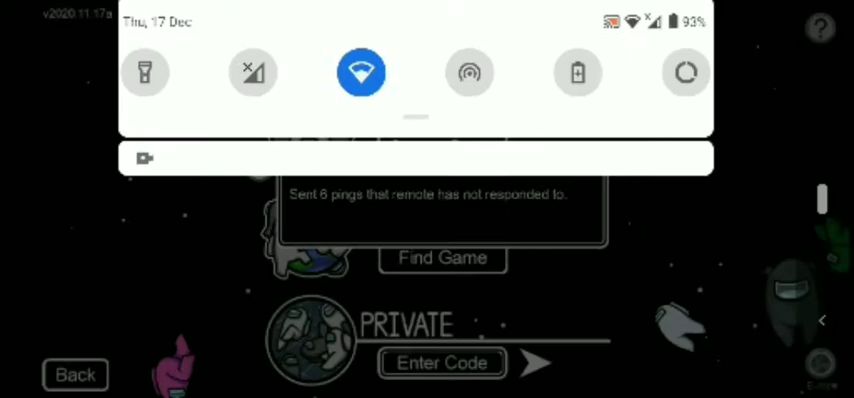 v2020.11.17a
Thu, 17 Dec
93%
?
Sent 6 pings that remote has not responded to.
Find Game
PRIVATE
Enter Code
Back
Europe